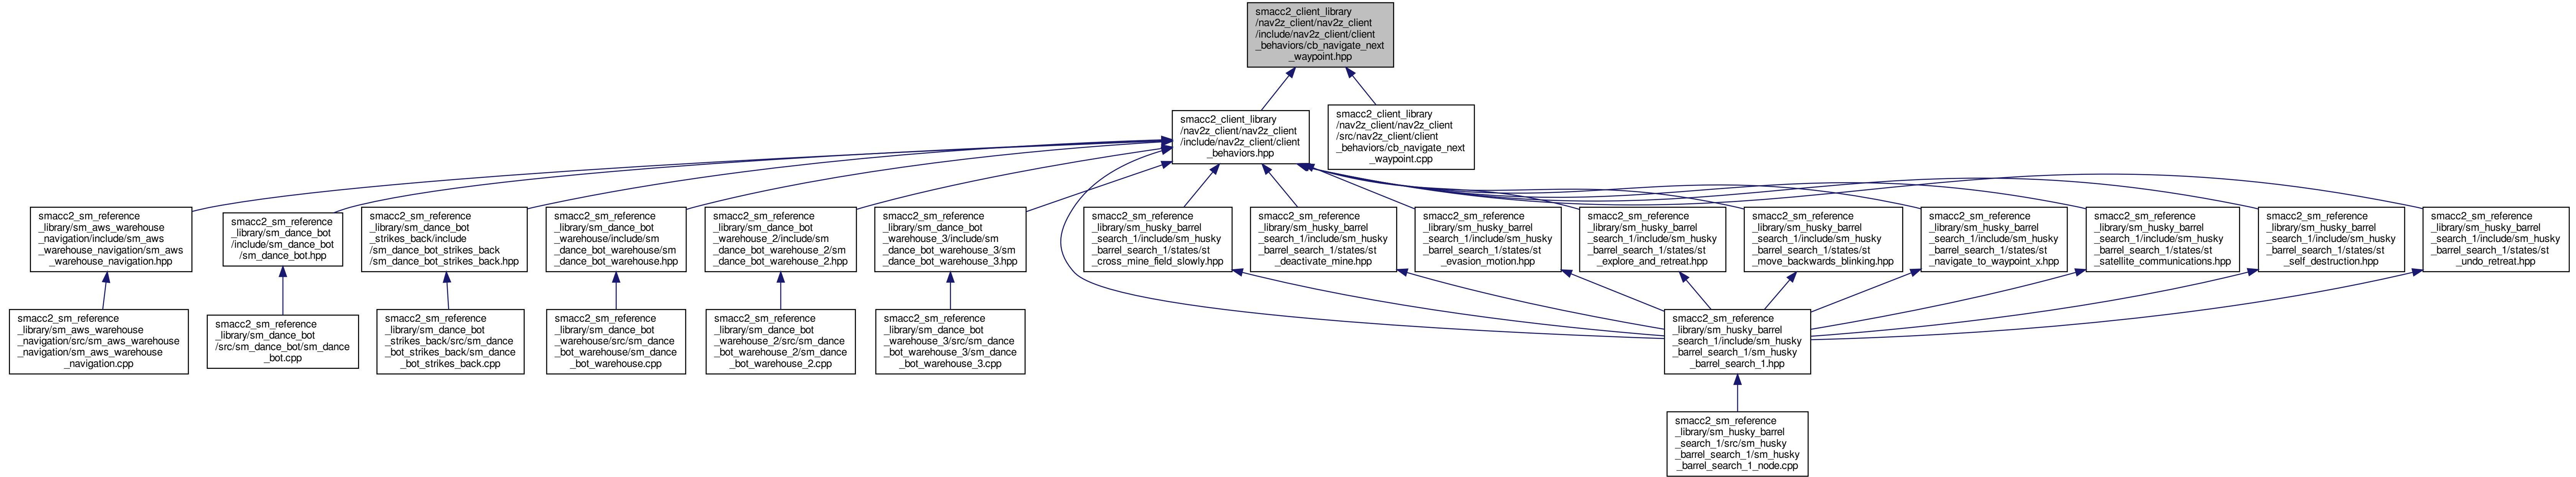 smacc2_client_library
/nav2z_client/nav2z_client
/include/nav2z_client/client
_behaviors/cb_navigate_next
_waypoint.hpp
smacc2_client_library
/nav2z_client/nav2z_client
/include/nav2z_client/client
_behaviors.hpp
smacc2_client_library
/nav2z_client/nav2z_client
/src/nav2z_client/client
_behaviors/cb_navigate_next
_waypoint.cpp
smacc2_sm_reference
_library/sm_aws_warehouse
_navigation/include/sm_aws
_warehouse_navigation/sm_aws
_warehouse_navigation.hpp
smacc2_sm_reference
_library/sm_dance_bot
/include/sm_dance_bot
/sm_dance_bot.hpp
smacc2_sm_reference
_library/sm_dance_bot
_strikes_back/include
/sm_dance_bot_strikes_back
/sm_dance_bot_strikes_back.hpp
smacc2_sm_reference
_library/sm_dance_bot
_warehouse/include/sm
_dance_bot_warehouse/sm
_dance_bot_warehouse.hpp
smacc2_sm_reference
_library/sm_dance_bot
_warehouse_2/include/sm
_dance_bot_warehouse_2/sm
_dance_bot_warehouse_2.hpp
smacc2_sm_reference
_library/sm_dance_bot
_warehouse_3/include/sm
_dance_bot_warehouse_3/sm
_dance_bot_warehouse_3.hpp
smacc2_sm_reference
_library/sm_husky_barrel
_search_1/include/sm_husky
_barrel_search_1/states/st
_cross_mine_field_slowly.hpp
smacc2_sm_reference
_library/sm_husky_barrel
_search_1/include/sm_husky
_barrel_search_1/states/st
_deactivate_mine.hpp
smacc2_sm_reference
_library/sm_husky_barrel
_search_1/include/sm_husky
_barrel_search_1/states/st
_evasion_motion.hpp
smacc2_sm_reference
_library/sm_husky_barrel
_search_1/include/sm_husky
_barrel_search_1/states/st
_explore_and_retreat.hpp
smacc2_sm_reference
_library/sm_husky_barrel
_search_1/include/sm_husky
_barrel_search_1/states/st
_move_backwards_blinking.hpp
smacc2_sm_reference
_library/sm_husky_barrel
_search_1/include/sm_husky
_barrel_search_1/states/st
_navigate_to_waypoint_x.hpp
smacc2_sm_reference
_library/sm_husky_barrel
_search_1/include/sm_husky
_barrel_search_1/states/st
_satellite_communications.hpp
smacc2_sm_reference
_library/sm_husky_barrel
_search_1/include/sm_husky
_barrel_search_1/states/st
_self_destruction.hpp
smacc2_sm_reference
_library/sm_husky_barrel
_search_1/include/sm_husky
_barrel_search_1/states/st
_undo_retreat.hpp
smacc2_sm_reference
_library/sm_aws_warehouse
_navigation/src/sm_aws_warehouse
_navigation/sm_aws_warehouse
_navigation.cpp
smacc2_sm_reference
_library/sm_dance_bot
/src/sm_dance_bot/sm_dance
_bot.cpp
smacc2_sm_reference
_library/sm_dance_bot
_strikes_back/src/sm_dance
_bot_strikes_back/sm_dance
_bot_strikes_back.cpp
smacc2_sm_reference
_library/sm_dance_bot
_warehouse/src/sm_dance
_bot_warehouse/sm_dance
_bot_warehouse.cpp
smacc2_sm_reference
_library/sm_dance_bot
_warehouse_2/src/sm_dance
_bot_warehouse_2/sm_dance
_bot_warehouse_2.cpp
smacc2_sm_reference
_library/sm_dance_bot
_warehouse_3/src/sm_dance
_bot_warehouse_3/sm_dance
_bot_warehouse_3.cpp
smacc2_sm_reference
_library/sm_husky_barrel
_search_1/include/sm_husky
_barrel_search_1/sm_husky
_barrel_search_1.hpp
smacc2_sm_reference
_library/sm_husky_barrel
_search_1/src/sm_husky
_barrel_search_1/sm_husky
_barrel_search_1_node.cpp